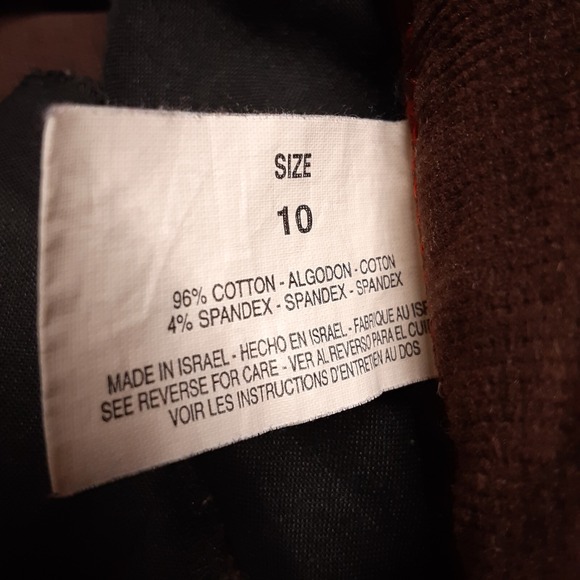 SIZE
10
96% COTTON - ALGODON - COTON
4% SPANDEX - SPANDEX - SPANDEX
MADE IN ISRAEL - HECHO EN ISRAEL - FABRIQUE AU
SEE REVERSE FOR CARE - VER AL REVERSO PARA EL
VOIR LES INSTRUCTIONS D'ENTRETIEN AU DOS